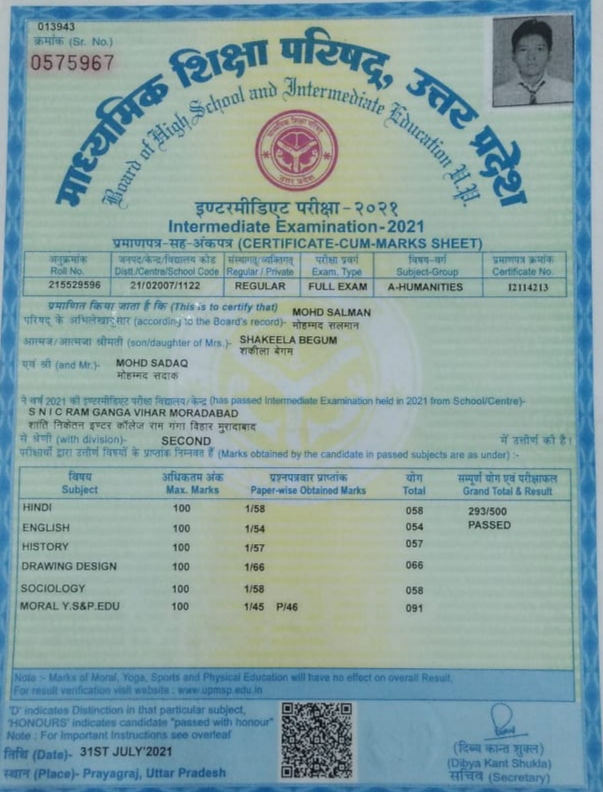 013943
क्रमांक (Sr. No.)
0575967
माध्यमिक शिक्षा परिषद्, उत्तर प्रदेश
Board of High School and Intermediate Education U.P.
माध्यमिक शिक्षा परिषद
उत्तर प्रदेश
इण्टरमीडिएट परीक्षा-२०२१
Intermediate Examination-2021
प्रमाणपत्र-सह-अंकपत्र (CERTIFICATE-CUM-MARKS SHEET)
अनुक्रमांक जनपद/केन्द्र/विद्यालय कोड संस्थागत/व्यक्तिगत परीक्षा प्रवर्ग विषय-वर्ग प्रमाणपत्र क्रमांक
Roll No. Distt./Centre/School Code Regular / Private Exam. Type Subject-Group Certificate No.
215529596 21/02007/1122 REGULAR FULL EXAM A-HUMANITIES 12114213
प्रमाणित किया जाता है कि (This is to certify that) MOHD SALMAN
परिषद के अभिलेखानुसार (according to the Board's record)- मोहम्मद सलमान
आत्मज/आत्मजा श्रीमती (son/daughter of Mrs.)- SHAKEELA BEGUM
शकीला बेगम
एवं श्री (and Mr.)- MOHD SADAQ
मोहम्मद सदाक
ने वर्ष 2021 की इण्टरमीडिएट परीक्षा विद्यालय/केन्द्र (has passed Intermediate Examination held in 2021 from School/Centre)-
S N I C RAM GANGA VIHAR MORADABAD
शांति निकेतन इण्टर कॉलेज राम गंगा विहार मुरादाबाद
से श्रेणी (with division)- SECOND में उत्तीर्ण की है।
परीक्षार्थी द्वारा उत्तीर्ण विषयों के प्राप्तांक निम्नवत हैं (Marks obtained by the candidate in passed subjects are as under) :-
विषय अधिकतम अंक प्रश्नपत्रवार प्राप्तांक योग सम्पूर्ण योग एवं परीक्षाफल
Subject Max. Marks Paper-wise Obtained Marks Total Grand Total & Result
HINDI 100 1/58 058 293/500
ENGLISH 100 1/54 054 PASSED
HISTORY 100 1/57 057
DRAWING DESIGN 100 1/66 066
SOCIOLOGY 100 1/58 058
MORAL Y.S&P.EDU 100 1/45 P/46 091
Note :- Marks of Moral, Yoga, Sports and Physical Education will have no effect on overall Result.
For result verification visit website : www.upmsp.edu.in
'D' indicates Distinction in that particular subject,
'HONOURS' indicates candidate "passed with honour"
Note : For Important Instructions see overleaf
तिथि (Date)- 31ST JULY'2021
स्थान (Place)- Prayagraj, Uttar Pradesh
(दिब्य कान्त शुक्ल)
(Dibya Kant Shukla)
सचिव (Secretary)